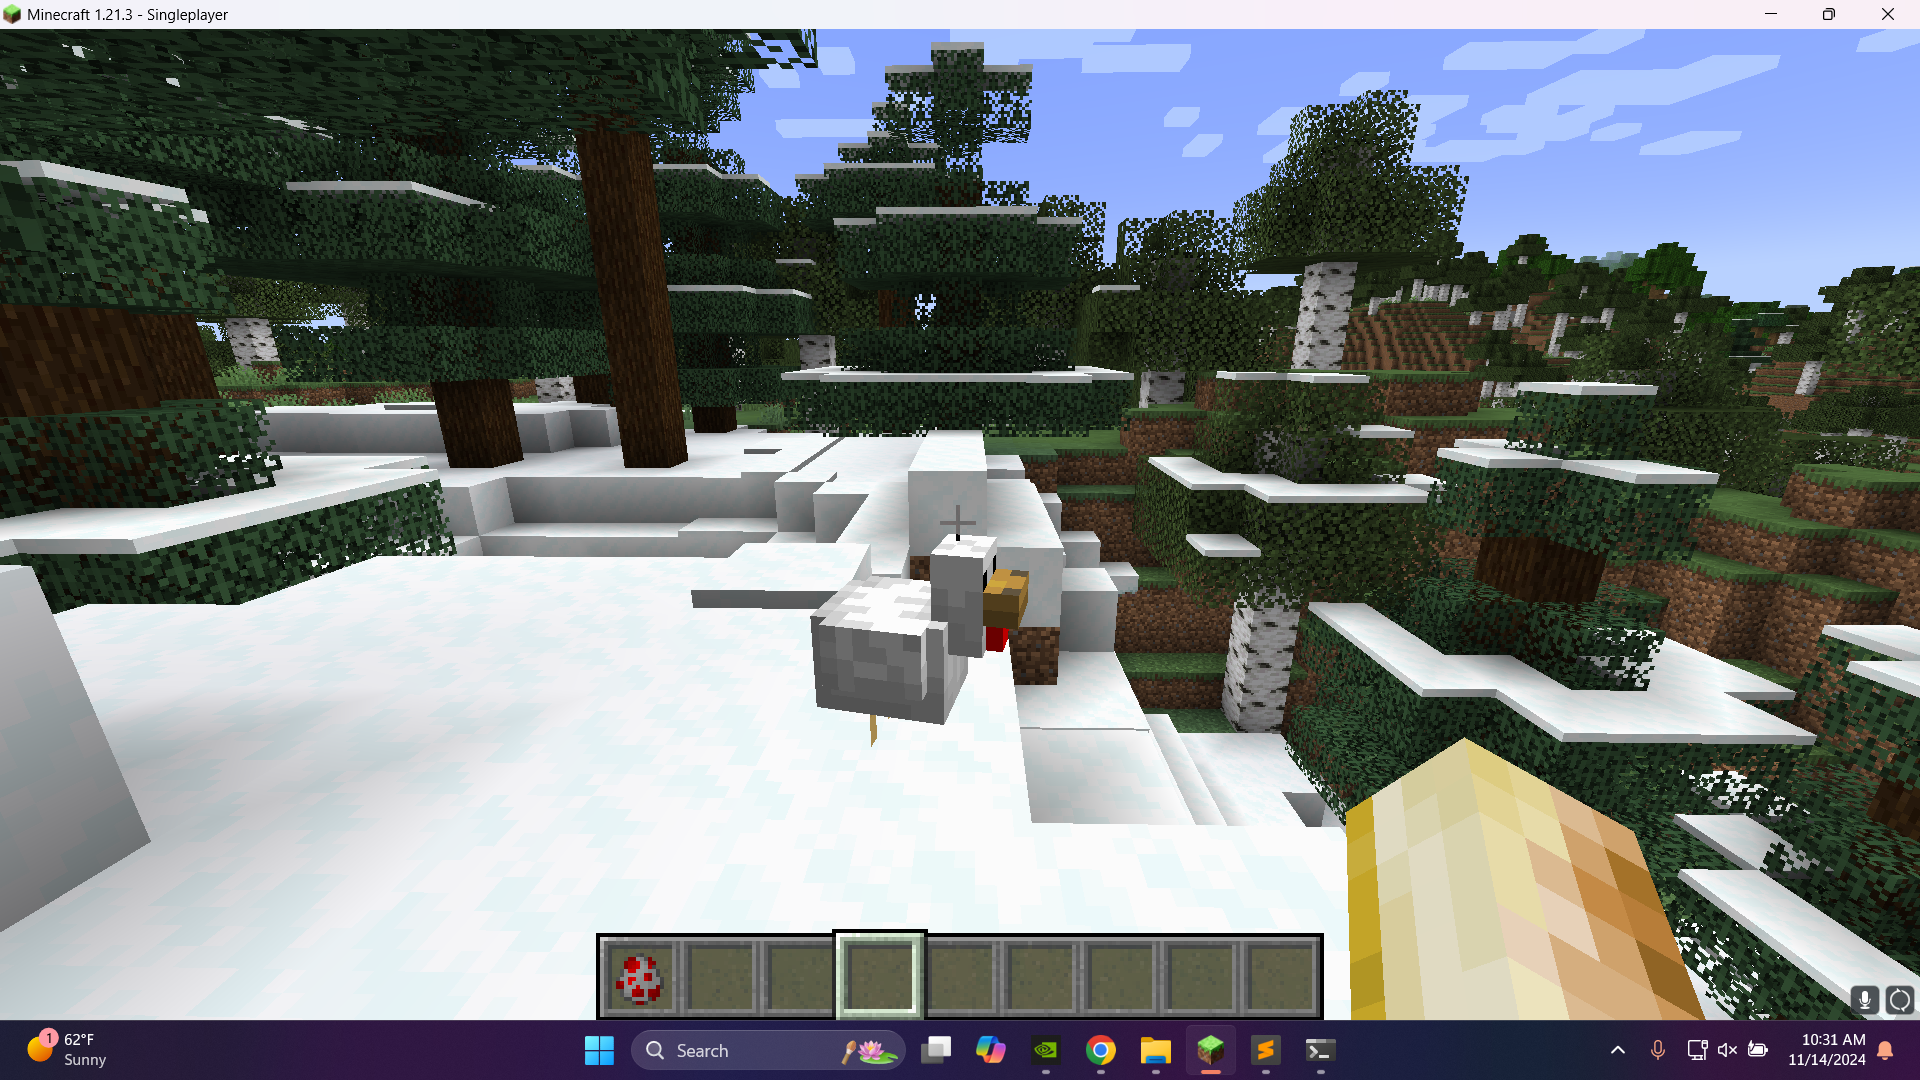 Minecraft 1.21.3 - Singleplayer
1
62°F
Sunny
Search
10:31 AM
11/14/2024